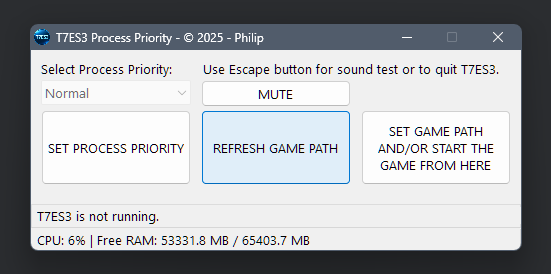 T7ES3 Process Priority - © 2025 - Philip
Select Process Priority:
Use Escape button for sound test or to quit T7ES3.
Normal
MUTE
SET PROCESS PRIORITY
REFRESH GAME PATH
SET GAME PATH
AND/OR START THE
GAME FROM HERE
T7ES3 is not running.
CPU: 6% | Free RAM: 53331.8 MB / 65403.7 MB